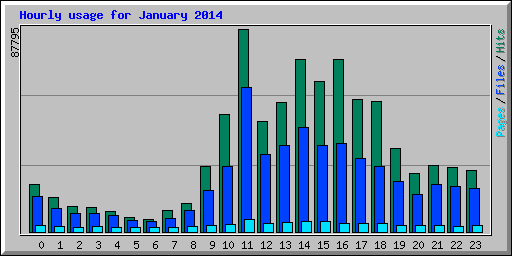 Hourly usage for January 2014
87795
Pages/Files/Hits
0 1 2 3 4 5 6 7 8 9 10 11 12 13 14 15 16 17 18 19 20 21 22 23